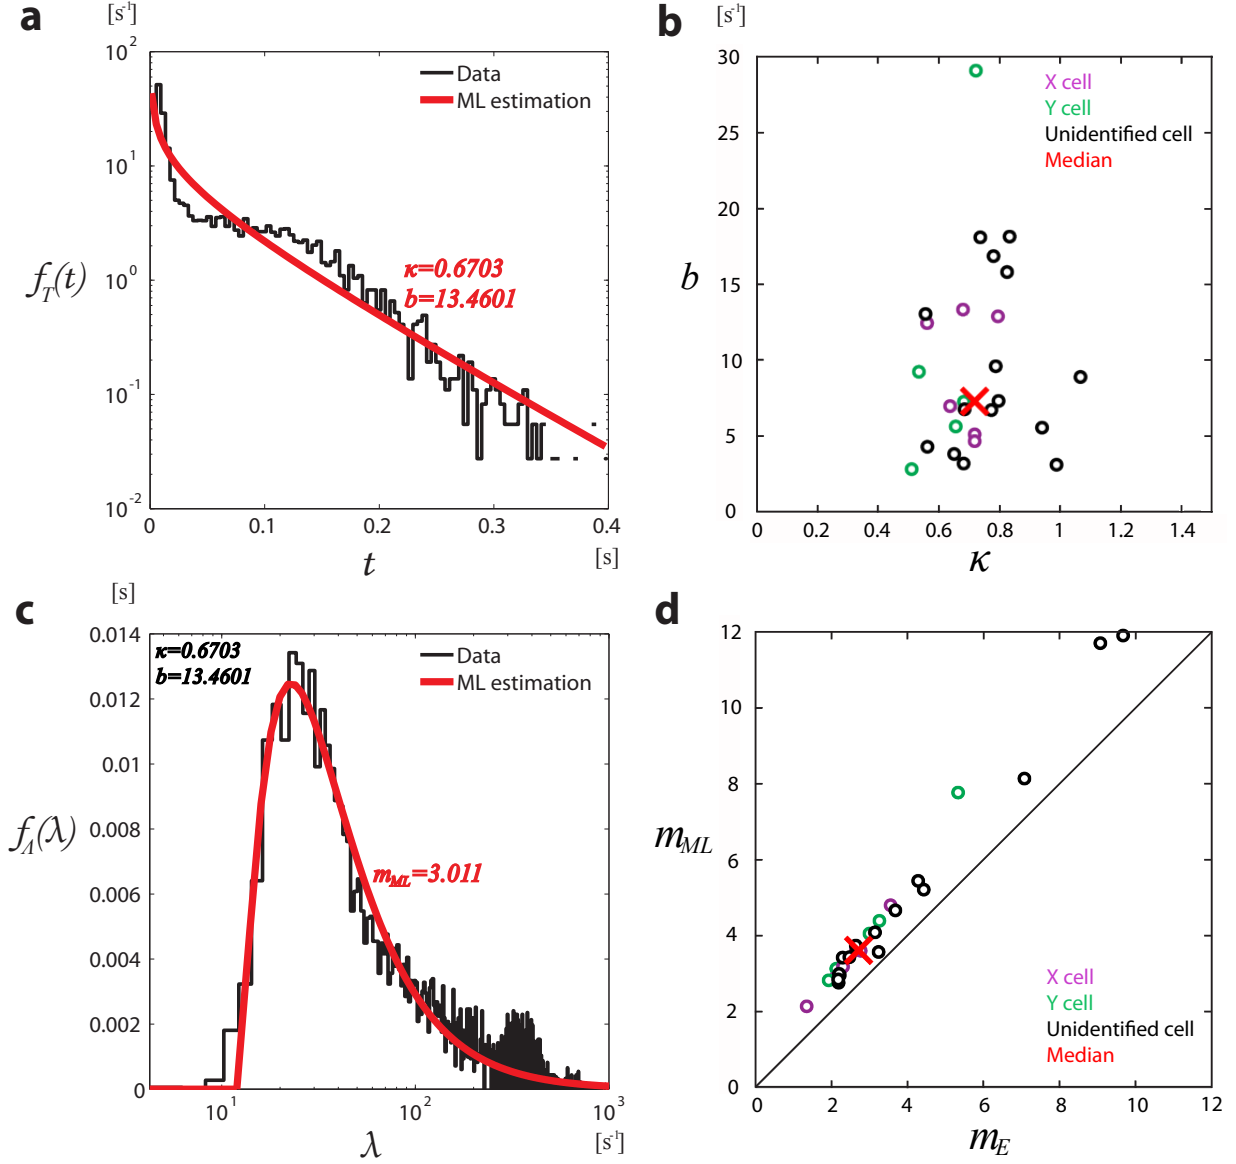 a
[s⁻¹]
10²
10¹
10⁰
10⁻¹
10⁻²
f_T(t)
Data
ML estimation
κ=0.6703
b=13.4601
0 0.1 0.2 0.3 0.4
t
[s]
b
[s⁻¹]
30
25
20
15
10
5
0
b
X cell
Y cell
Unidentified cell
Median
0 0.2 0.4 0.6 0.8 1 1.2 1.4
κ
c
[s]
0.014
0.012
0.01
0.008
0.006
0.004
0.002
0
f_Λ(λ)
κ=0.6703
b=13.4601
Data
ML estimation
m_ML=3.011
10¹ 10² 10³
λ
[s⁻¹]
d
12
10
8
6
4
2
0
m_ML
X cell
Y cell
Unidentified cell
Median
0 2 4 6 8 10 12
m_E